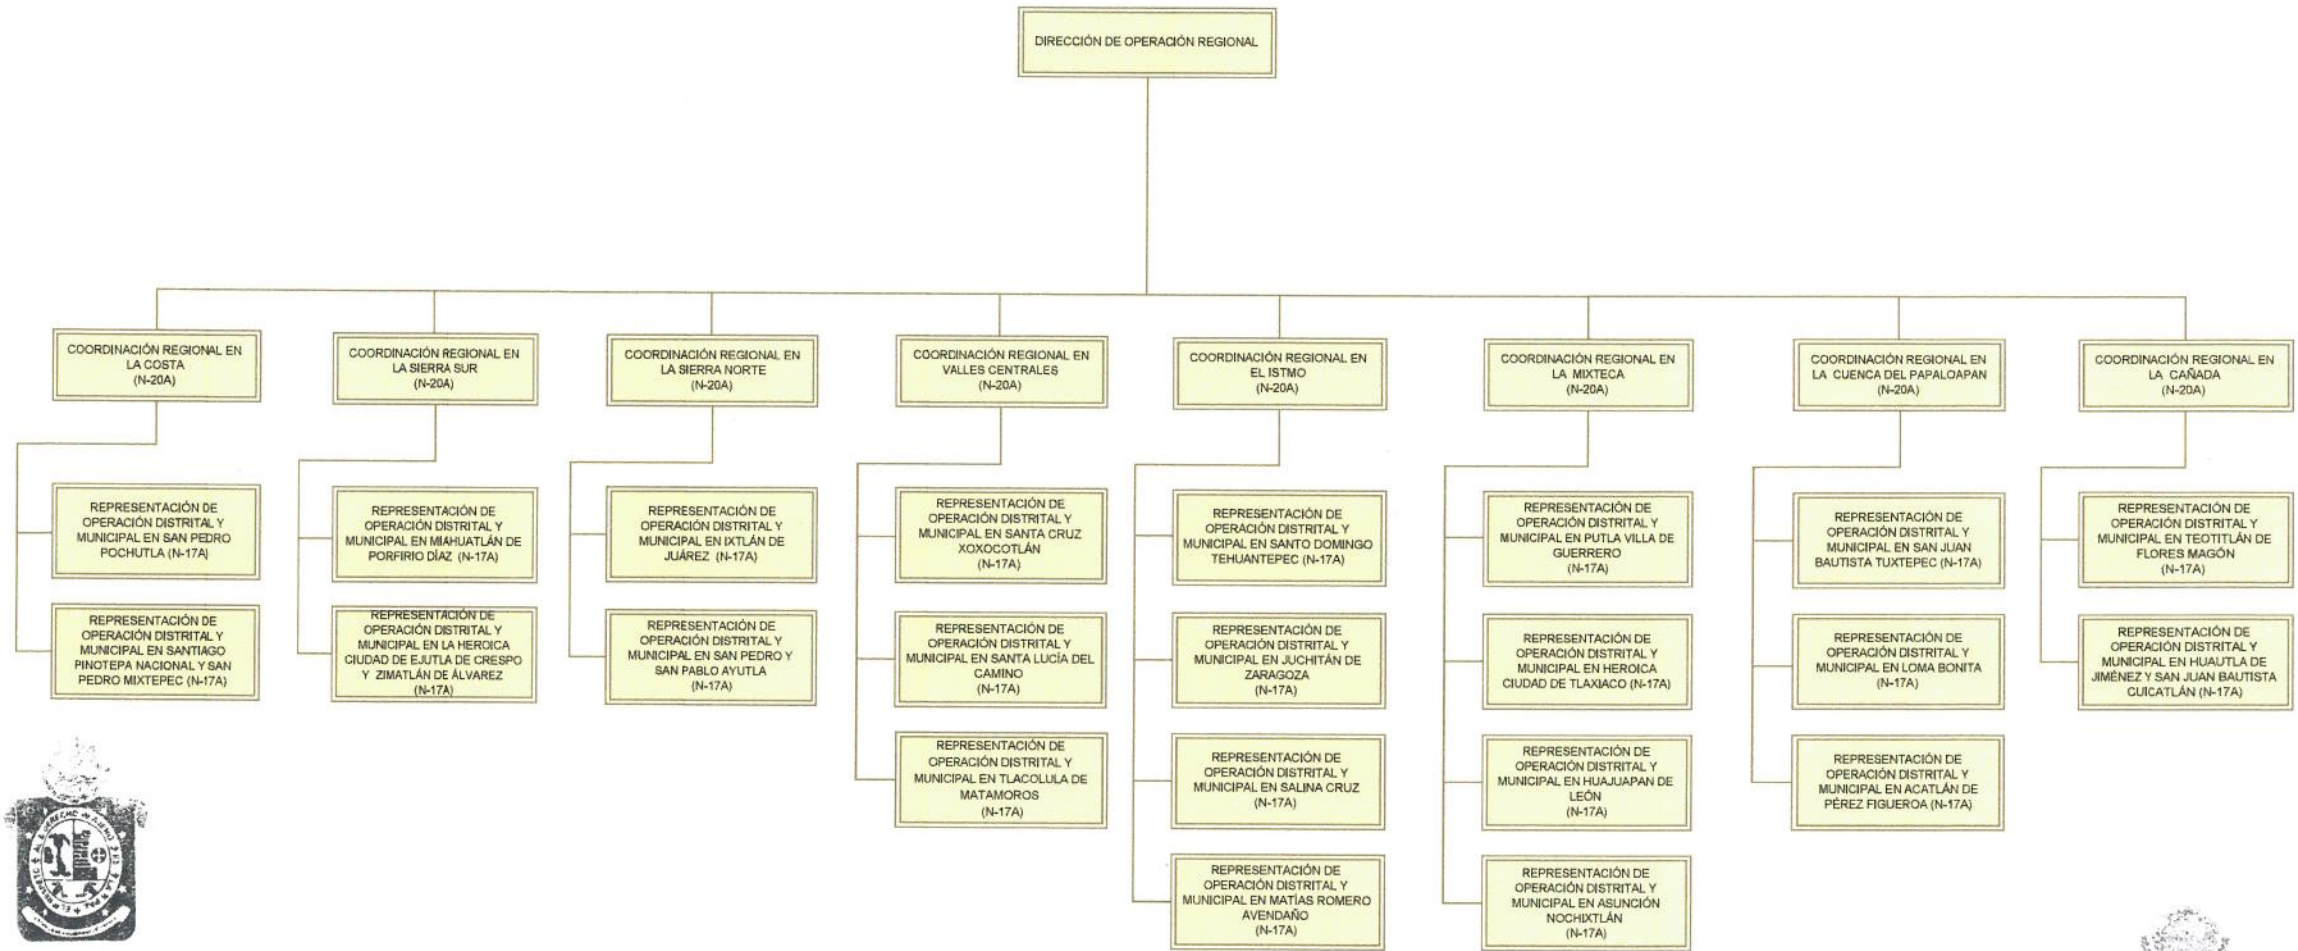 DIRECCIÓN DE OPERACIÓN REGIONAL
COORDINACIÓN REGIONAL EN
LA COSTA
(N-20A)
COORDINACIÓN REGIONAL EN
LA SIERRA SUR
(N-20A)
COORDINACIÓN REGIONAL EN
LA SIERRA NORTE
(N-20A)
COORDINACIÓN REGIONAL EN
VALLES CENTRALES
(N-20A)
COORDINACIÓN REGIONAL EN
EL ISTMO
(N-20A)
COORDINACIÓN REGIONAL EN
LA MIXTECA
(N-20A)
COORDINACIÓN REGIONAL EN
LA CUENCA DEL PAPALOAPAN
(N-20A)
COORDINACIÓN REGIONAL EN
LA CAÑADA
(N-20A)
REPRESENTACIÓN DE
OPERACIÓN DISTRITAL Y
MUNICIPAL EN SAN PEDRO
POCHUTLA (N-17A)
REPRESENTACIÓN DE
OPERACIÓN DISTRITAL Y
MUNICIPAL EN SANTIAGO
PINOTEPA NACIONAL Y SAN
PEDRO MIXTEPEC (N-17A)
REPRESENTACIÓN DE
OPERACIÓN DISTRITAL Y
MUNICIPAL EN MIAHUATLÁN DE
PORFIRIO DÍAZ (N-17A)
REPRESENTACIÓN DE
OPERACIÓN DISTRITAL Y
MUNICIPAL EN LA HEROICA
CIUDAD DE EJUTLA DE CRESPO
Y ZIMATLÁN DE ÁLVAREZ
(N-17A)
REPRESENTACIÓN DE
OPERACIÓN DISTRITAL Y
MUNICIPAL EN IXTLÁN DE
JUÁREZ (N-17A)
REPRESENTACIÓN DE
OPERACIÓN DISTRITAL Y
MUNICIPAL EN SAN PEDRO Y
SAN PABLO AYUTLA
(N-17A)
REPRESENTACIÓN DE
OPERACIÓN DISTRITAL Y
MUNICIPAL EN SANTA CRUZ
XOXOCOTLÁN
(N-17A)
REPRESENTACIÓN DE
OPERACIÓN DISTRITAL Y
MUNICIPAL EN SANTA LUCÍA DEL
CAMINO
(N-17A)
REPRESENTACIÓN DE
OPERACIÓN DISTRITAL Y
MUNICIPAL EN TLACOLULA DE
MATAMOROS
(N-17A)
REPRESENTACIÓN DE
OPERACIÓN DISTRITAL Y
MUNICIPAL EN SANTO DOMINGO
TEHUANTEPEC (N-17A)
REPRESENTACIÓN DE
OPERACIÓN DISTRITAL Y
MUNICIPAL EN JUCHITÁN DE
ZARAGOZA
(N-17A)
REPRESENTACIÓN DE
OPERACIÓN DISTRITAL Y
MUNICIPAL EN SALINA CRUZ
(N-17A)
REPRESENTACIÓN DE
OPERACIÓN DISTRITAL Y
MUNICIPAL EN MATÍAS ROMERO
AVENDAÑO
(N-17A)
REPRESENTACIÓN DE
OPERACIÓN DISTRITAL Y
MUNICIPAL EN PUTLA VILLA DE
GUERRERO
(N-17A)
REPRESENTACIÓN DE
OPERACIÓN DISTRITAL Y
MUNICIPAL EN HEROICA
CIUDAD DE TLAXIACO (N-17A)
REPRESENTACIÓN DE
OPERACIÓN DISTRITAL Y
MUNICIPAL EN HUAJUAPAN DE
LEÓN
(N-17A)
REPRESENTACIÓN DE
OPERACIÓN DISTRITAL Y
MUNICIPAL EN ASUNCIÓN
NOCHIXTLÁN
(N-17A)
REPRESENTACIÓN DE
OPERACIÓN DISTRITAL Y
MUNICIPAL EN SAN JUAN
BAUTISTA TUXTEPEC (N-17A)
REPRESENTACIÓN DE
OPERACIÓN DISTRITAL Y
MUNICIPAL EN LOMA BONITA
(N-17A)
REPRESENTACIÓN DE
OPERACIÓN DISTRITAL Y
MUNICIPAL EN ACATLÁN DE
PÉREZ FIGUEROA (N-17A)
REPRESENTACIÓN DE
OPERACIÓN DISTRITAL Y
MUNICIPAL EN TEOTITLÁN DE
FLORES MAGÓN
(N-17A)
REPRESENTACIÓN DE
OPERACIÓN DISTRITAL Y
MUNICIPAL EN HUAUTLA DE
JIMÉNEZ Y SAN JUAN BAUTISTA
CUICATLÁN (N-17A)